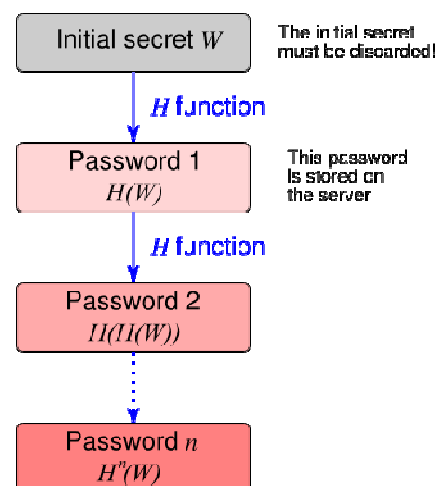 Initial secret W
The initial secret
must be discarded!
H function
Password 1
H(W)
This password
Is stored on
the server
H function
Password 2
H(H(W))
Password n
Hⁿ(W)